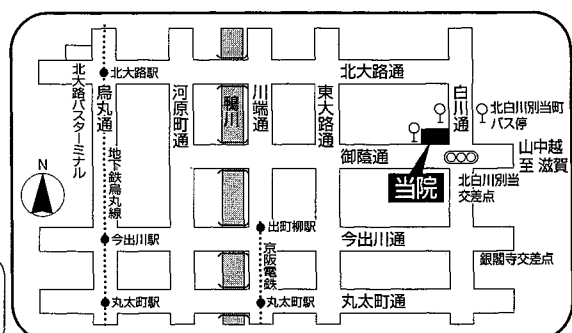 北大路バスターミナル
烏丸通
北大路駅
地下鉄烏丸線
河原町通
鴨川
川端通
東大路通
北大路通
白川通
北白川別当町
バス停
御蔭通
山中越
至 滋賀
北白川別当
交差点
当院
N
今出川駅
出町柳駅
京阪電鉄
今出川通
銀閣寺交差点
丸太町駅
丸太町駅
丸太町通